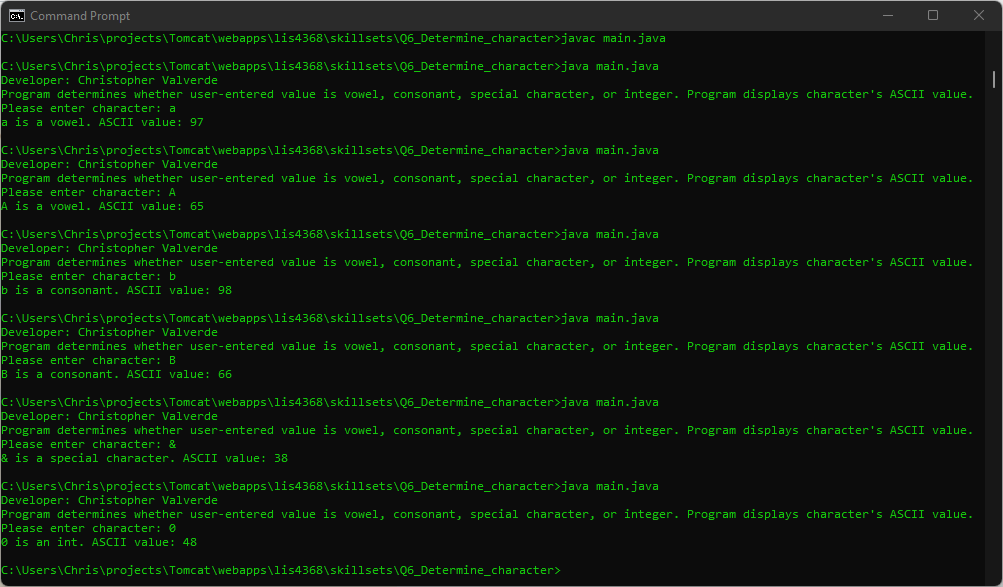 Command Prompt
C:\Users\Chris\projects\Tomcat\webapps\lis4368\skillsets\Q6_Determine_character>javac main.java
C:\Users\Chris\projects\Tomcat\webapps\lis4368\skillsets\Q6_Determine_character>java main.java
Developer: Christopher Valverde
Program determines whether user-entered value is vowel, consonant, special character, or integer. Program displays character's ASCII value.
Please enter character: a
a is a vowel. ASCII value: 97
C:\Users\Chris\projects\Tomcat\webapps\lis4368\skillsets\Q6_Determine_character>java main.java
Developer: Christopher Valverde
Program determines whether user-entered value is vowel, consonant, special character, or integer. Program displays character's ASCII value.
Please enter character: A
A is a vowel. ASCII value: 65
C:\Users\Chris\projects\Tomcat\webapps\lis4368\skillsets\Q6_Determine_character>java main.java
Developer: Christopher Valverde
Program determines whether user-entered value is vowel, consonant, special character, or integer. Program displays character's ASCII value.
Please enter character: b
b is a consonant. ASCII value: 98
C:\Users\Chris\projects\Tomcat\webapps\lis4368\skillsets\Q6_Determine_character>java main.java
Developer: Christopher Valverde
Program determines whether user-entered value is vowel, consonant, special character, or integer. Program displays character's ASCII value.
Please enter character: B
B is a consonant. ASCII value: 66
C:\Users\Chris\projects\Tomcat\webapps\lis4368\skillsets\Q6_Determine_character>java main.java
Developer: Christopher Valverde
Program determines whether user-entered value is vowel, consonant, special character, or integer. Program displays character's ASCII value.
Please enter character: &
& is a special character. ASCII value: 38
C:\Users\Chris\projects\Tomcat\webapps\lis4368\skillsets\Q6_Determine_character>java main.java
Developer: Christopher Valverde
Program determines whether user-entered value is vowel, consonant, special character, or integer. Program displays character's ASCII value.
Please enter character: 0
0 is an int. ASCII value: 48
C:\Users\Chris\projects\Tomcat\webapps\lis4368\skillsets\Q6_Determine_character>